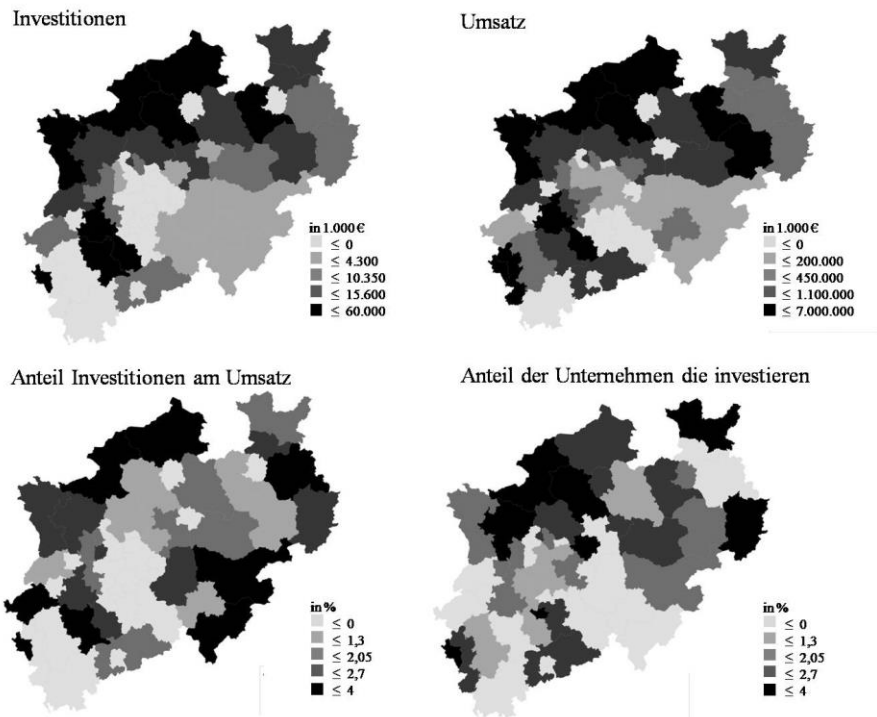 Investitionen
in 1.000 €
≤ 0
≤ 4.300
≤ 10.350
≤ 15.600
≤ 60.000
Umsatz
in 1.000 €
≤ 0
≤ 200.000
≤ 450.000
≤ 1.100.000
≤ 7.000.000
Anteil Investitionen am Umsatz
in %
≤ 0
≤ 1,3
≤ 2,05
≤ 2,7
≤ 4
Anteil der Unternehmen die investieren
in %
≤ 0
≤ 1,3
≤ 2,05
≤ 2,7
≤ 4